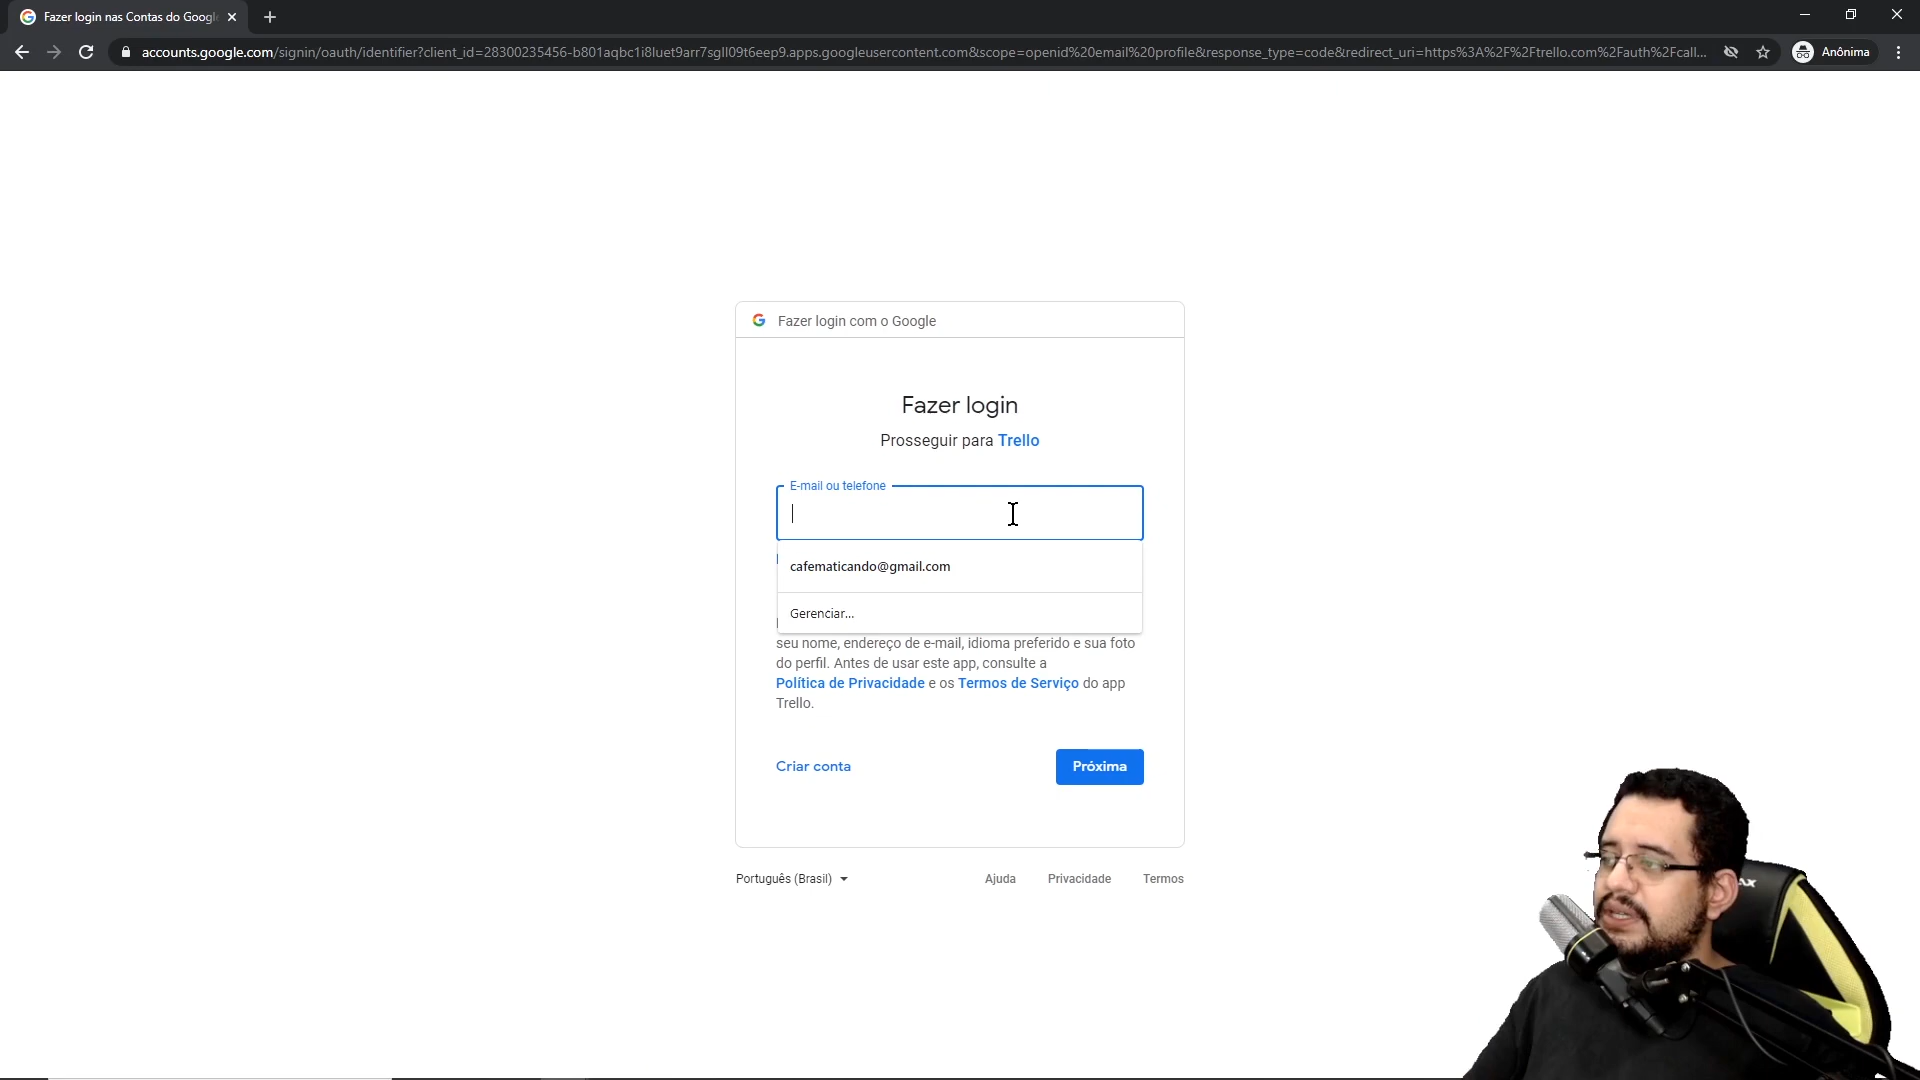 Fazer login nas Contas do Googl
accounts.google.com/signin/oauth/identifier?client_id=28300235456-b801aqbc1i8luet9arr7sgll09t6eep9.apps.googleusercontent.com&scope=openid%20email%20profile&response_type=code&redirect_uri=https%3A%2F%2Ftrello.com%2Fauth%2Fcall...
Anônima
Fazer login com o Google
Fazer login
Prosseguir para Trello
E-mail ou telefone
cafematicando@gmail.com
Gerenciar...
seu nome, endereço de e-mail, idioma preferido e sua foto
do perfil. Antes de usar este app, consulte a
Política de Privacidade e os Termos de Serviço do app
Trello.
Criar conta
Próxima
Português (Brasil)
Ajuda
Privacidade
Termos